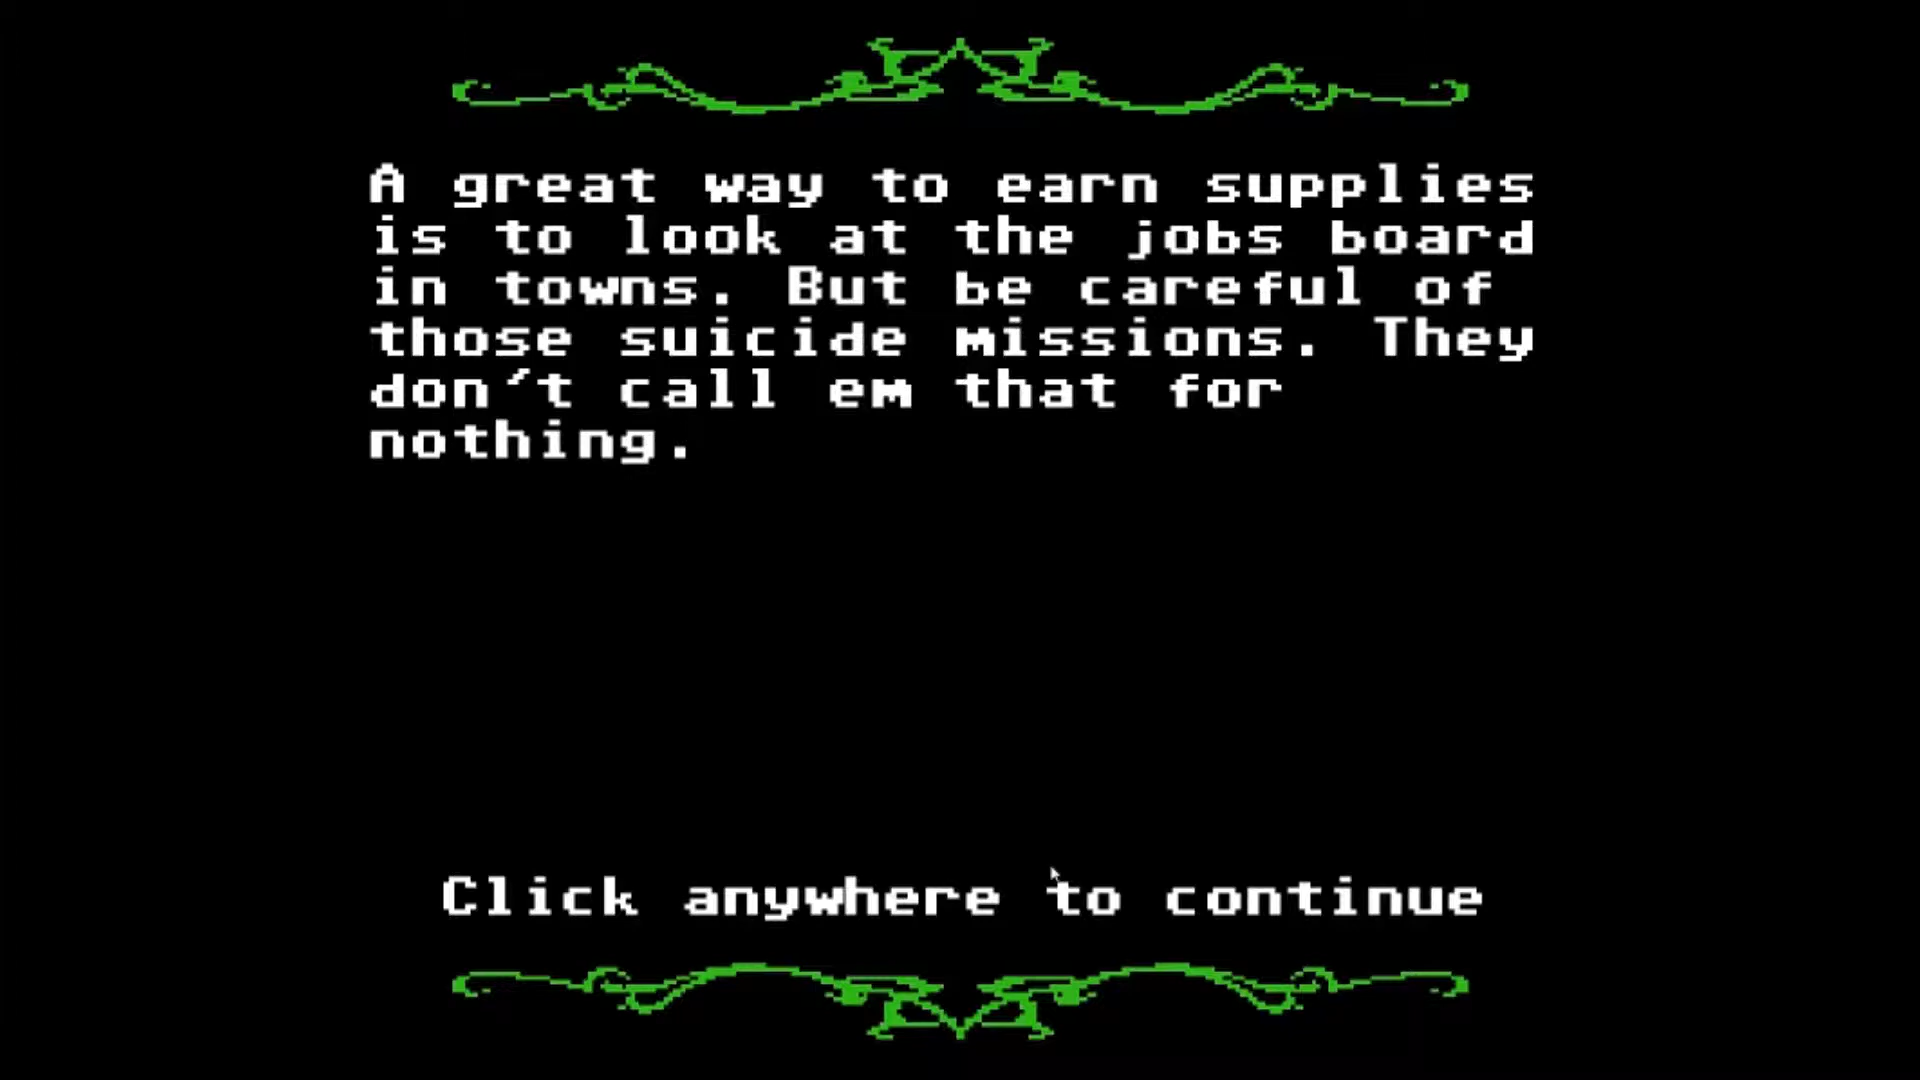 A great way to earn supplies
is to look at the jobs board
in towns. But be careful of
those suicide missions. They
don't call em that for
nothing.
Click anywhere to continue